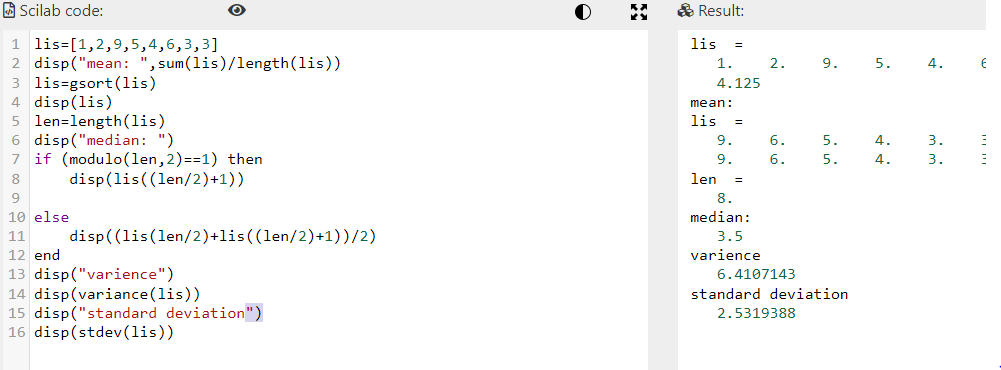 Scilab code:
1 lis=[1,2,9,5,4,6,3,3]
2 disp("mean: ",sum(lis)/length(lis))
3 lis=gsort(lis)
4 disp(lis)
5 len=length(lis)
6 disp("median: ")
7 if (modulo(len,2)==1) then
8     disp(lis((len/2)+1))
9
10 else
11     disp((lis(len/2)+lis((len/2)+1))/2)
12 end
13 disp("varience")
14 disp(variance(lis))
15 disp("standard deviation")
16 disp(stdev(lis))
Result:
lis  =
1.    2.    9.    5.    4.
4.125
mean:
lis  =
9.    6.    5.    4.    3.
9.    6.    5.    4.    3.
len  =
8.
median:
3.5
varience
6.4107143
standard deviation
2.5319388